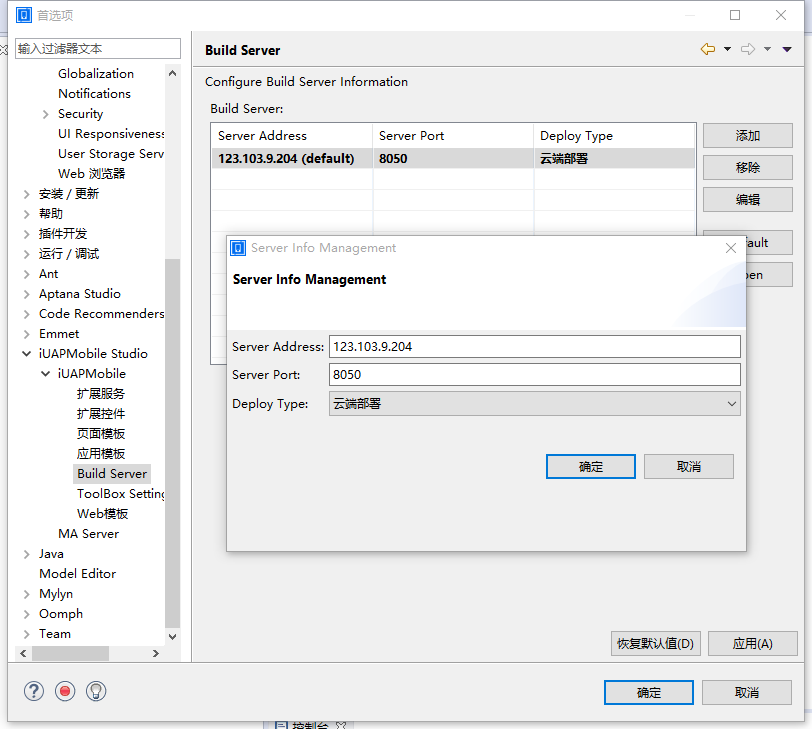 首选项
输入过滤器文本
Globalization
Notifications
Security
UI Responsiveness
User Storage Serv
Web 浏览器
安装 / 更新
帮助
插件开发
运行 / 调试
Ant
Aptana Studio
Code Recommenders
Emmet
iUAPMobile Studio
iUAPMobile
扩展服务
扩展控件
页面模板
应用模板
Build Server
ToolBox Setting
Web模板
MA Server
Java
Model Editor
Mylyn
Oomph
Team
Build Server
Configure Build Server Information
Build Server:
Server Address Server Port Deploy Type
123.103.9.204 (default) 8050 云端部署
添加
移除
编辑
ault
pen
Server Info Management
Server Info Management
Server Address: 123.103.9.204
Server Port: 8050
Deploy Type: 云端部署
确定 取消
恢复默认值(D) 应用(A)
确定 取消
控制台